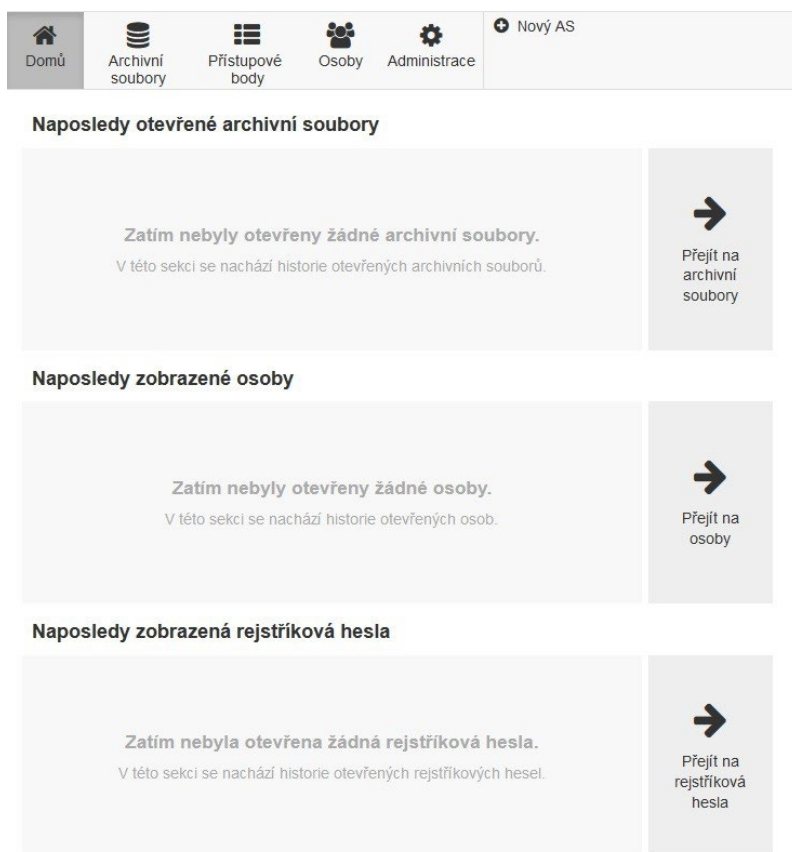 Domů
Archivní
soubory
Přístupové
body
Osoby
Administrace
Nový AS
Naposledy otevřené archivní soubory
Zatím nebyly otevřeny žádné archivní soubory.
V této sekci se nachází historie otevřených archivních souborů.
Přejít na
archivní
soubory
Naposledy zobrazené osoby
Zatím nebyly otevřeny žádné osoby.
V této sekci se nachází historie otevřených osob.
Přejít na
osoby
Naposledy zobrazená rejstříková hesla
Zatím nebyla otevřena žádná rejstříková hesla.
V této sekci se nachází historie otevřených rejstříkových hesel.
Přejít na
rejstříková
hesla